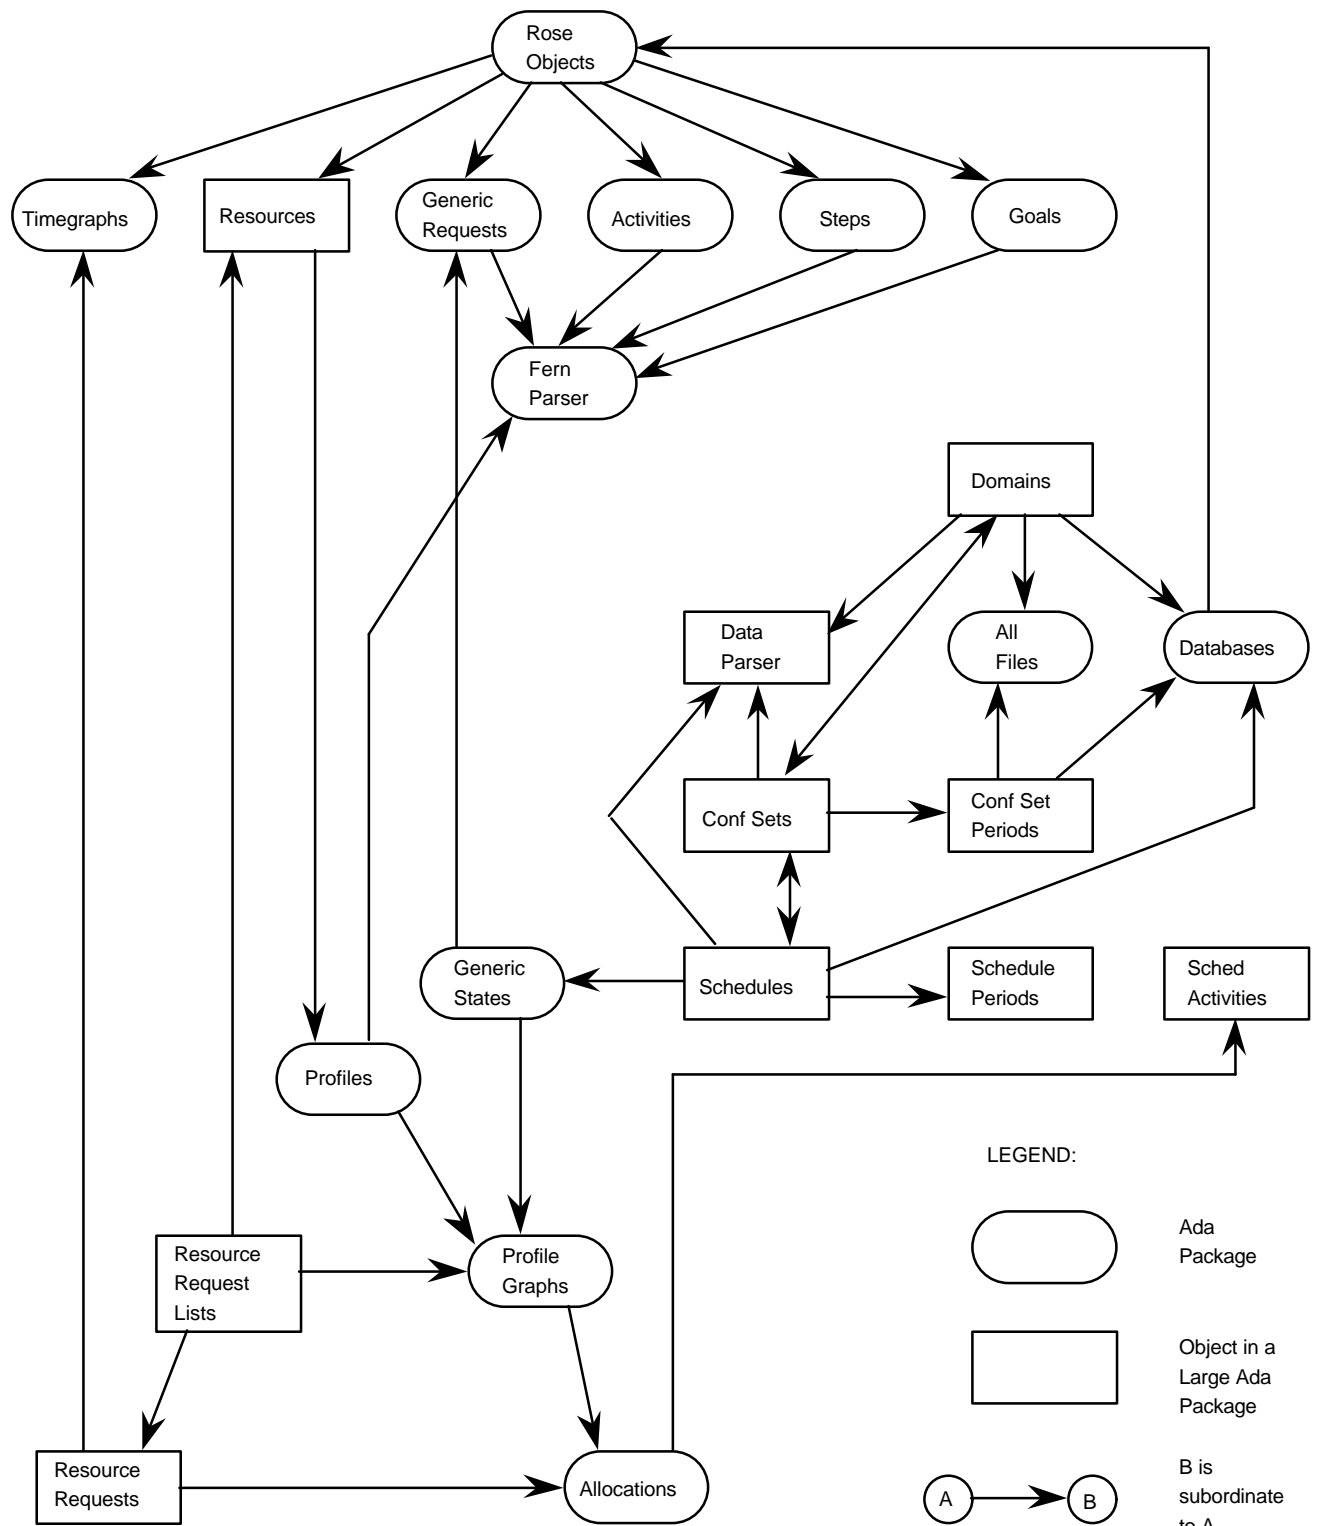 Rose
Objects
Timegraphs
Resources
Generic
Requests
Activities
Steps
Goals
Fern
Parser
Domains
Data
Parser
All
Files
Databases
Conf Sets
Conf Set
Periods
Generic
States
Schedules
Schedule
Periods
Sched
Activities
Profiles
LEGEND:
Ada
Package
Resource
Request
Lists
Profile
Graphs
Object in a
Large Ada
Package
Resource
Requests
Allocations
A
B
B is
subordinate
to A